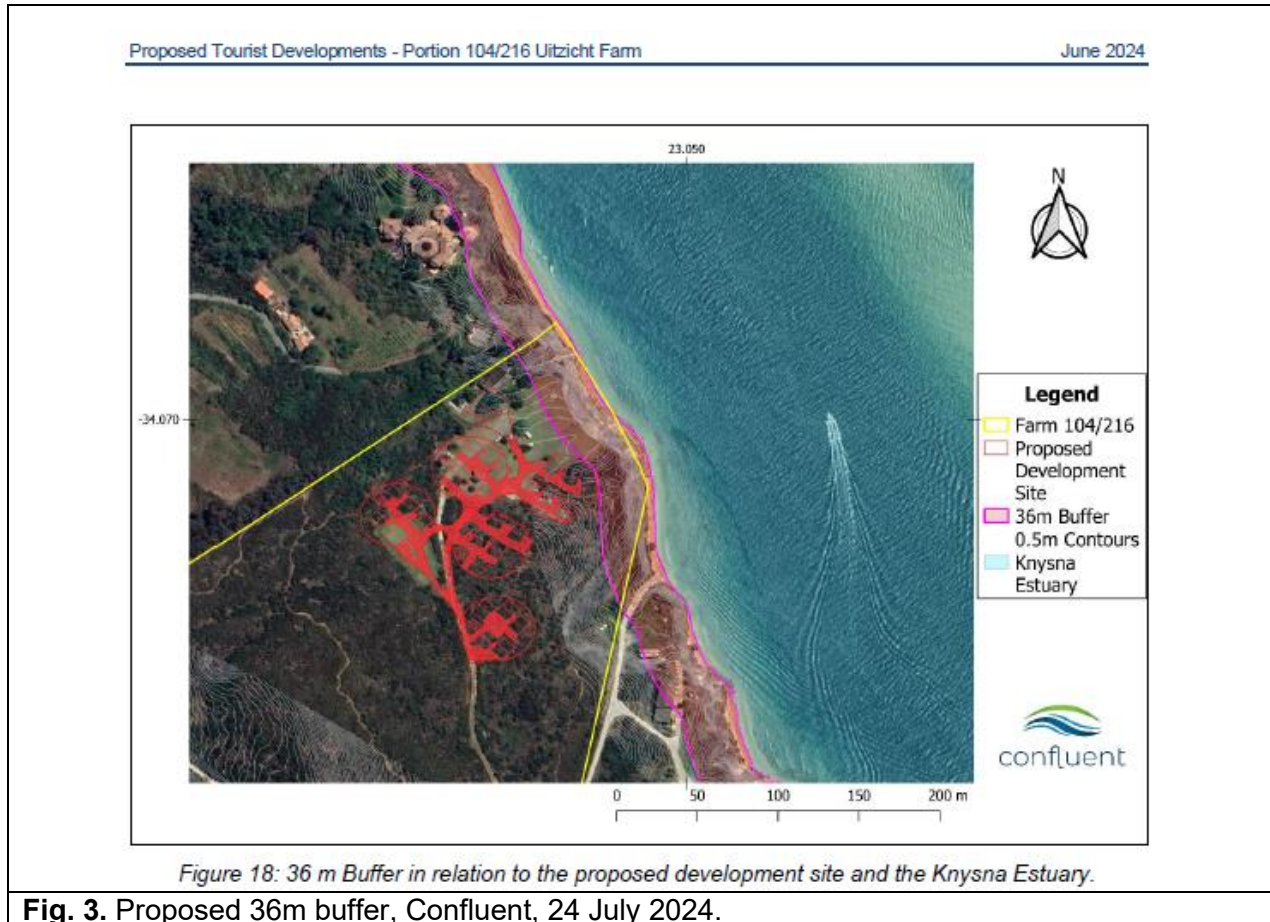 Proposed Tourist Developments - Portion 104/216 Uitzicht Farm June 2024
23.050
N
-34.070
Legend
Farm 104/216
Proposed
Development
Site
36m Buffer
0.5m Contours
Knysna
Estuary
confluent
0 50 100 150 200 m
Figure 18: 36 m Buffer in relation to the proposed development site and the Knysna Estuary.
Fig. 3. Proposed 36m buffer, Confluent, 24 July 2024.